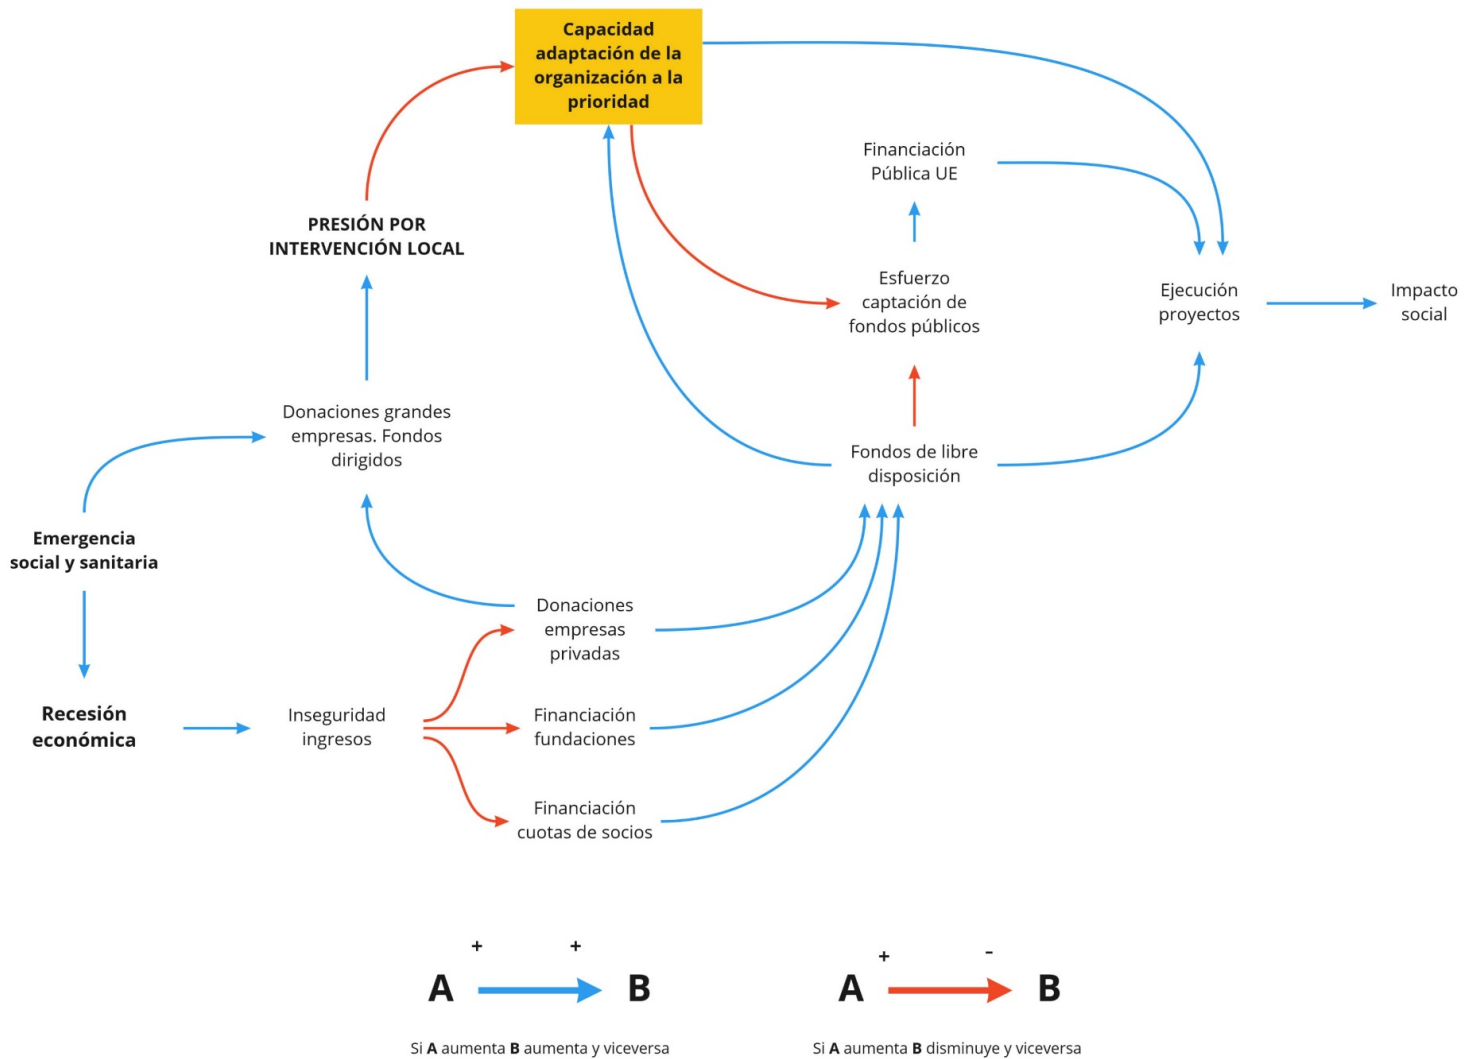 Capacidad
adaptación de la
organización a la
prioridad
Financiación
Pública UE
PRESIÓN POR
INTERVENCIÓN LOCAL
Esfuerzo
captación de
fondos públicos
Ejecución
proyectos
Impacto
social
Donaciones grandes
empresas. Fondos
dirigidos
Fondos de libre
disposición
Emergencia
social y sanitaria
Donaciones
empresas
privadas
Recesión
económica
Inseguridad
ingresos
Financiación
fundaciones
Financiación
cuotas de socios
+ +
A B
Si A aumenta B aumenta y viceversa
+ -
A B
Si A aumenta B disminuye y viceversa